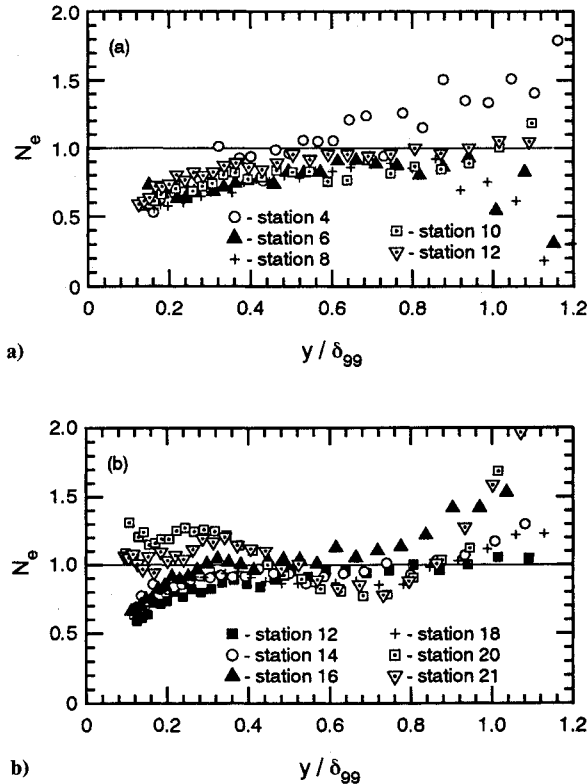 (a)
2.0
1.5
1.0
0.5
0
N_e
- station 4
- station 6
- station 8
- station 10
- station 12
0 0.2 0.4 0.6 0.8 1.0 1.2
y / δ_99
a)
(b)
2.0
1.5
1.0
0.5
0
N_e
- station 12
- station 14
- station 16
- station 18
- station 20
- station 21
0 0.2 0.4 0.6 0.8 1.0 1.2
y / δ_99
b)